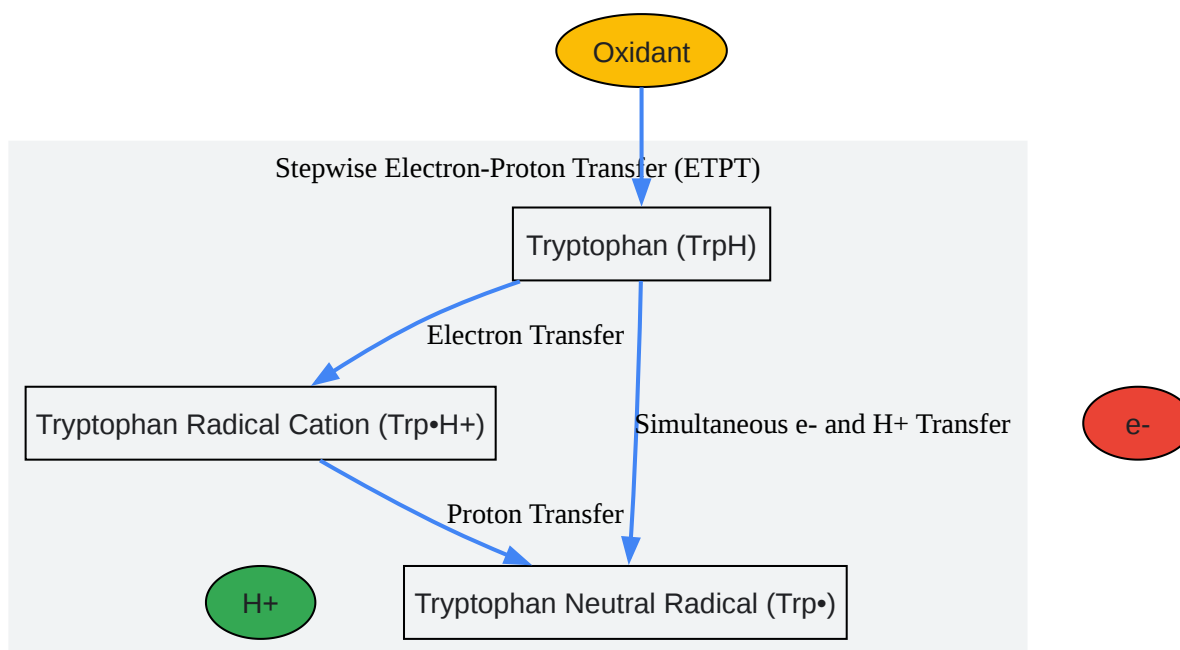 Oxidant
Stepwise Electron-Proton Transfer (ETPT)
Tryptophan (TrpH)
Electron Transfer
Tryptophan Radical Cation (Trp•H+)
Simultaneous e- and H+ Transfer
e-
Proton Transfer
H+
Tryptophan Neutral Radical (Trp•)